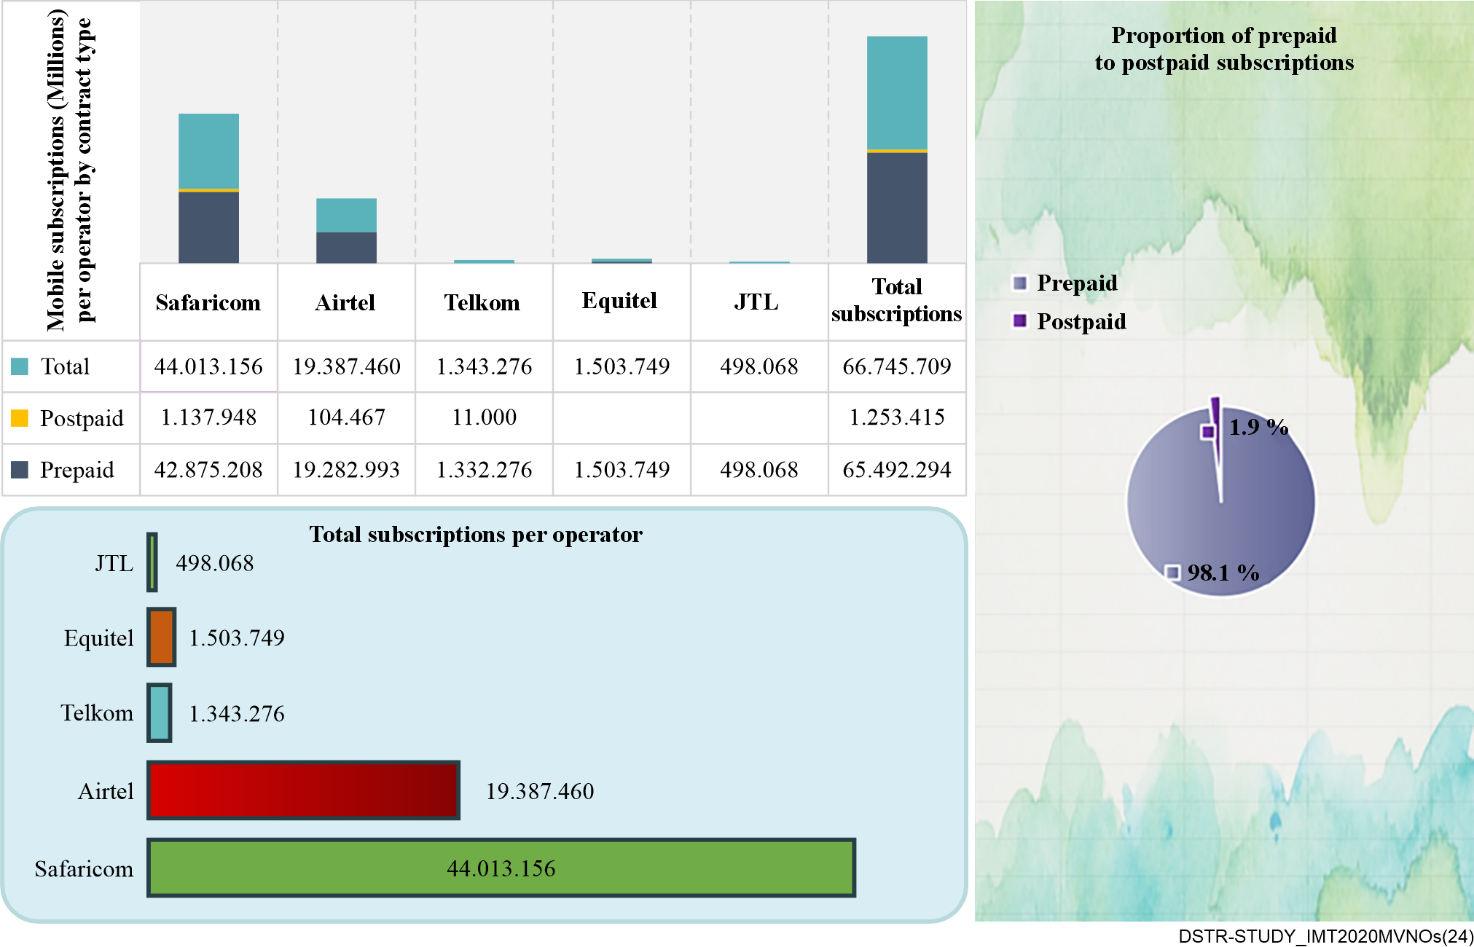 Mobile subscriptions (Millions)
per operator by contract type
Safaricom Airtel Telkom Equitel JTL Total
subscriptions
Total 44.013.156 19.387.460 1.343.276 1.503.749 498.068 66.745.709
Postpaid 1.137.948 104.467 11.000 1.253.415
Prepaid 42.875.208 19.282.993 1.332.276 1.503.749 498.068 65.492.294
Total subscriptions per operator
JTL 498.068
Equitel 1.503.749
Telkom 1.343.276
Airtel 19.387.460
Safaricom 44.013.156
Proportion of prepaid
to postpaid subscriptions
Prepaid
Postpaid
1.9 %
98.1 %
DSTR-STUDY_IMT2020MVNOs(24)